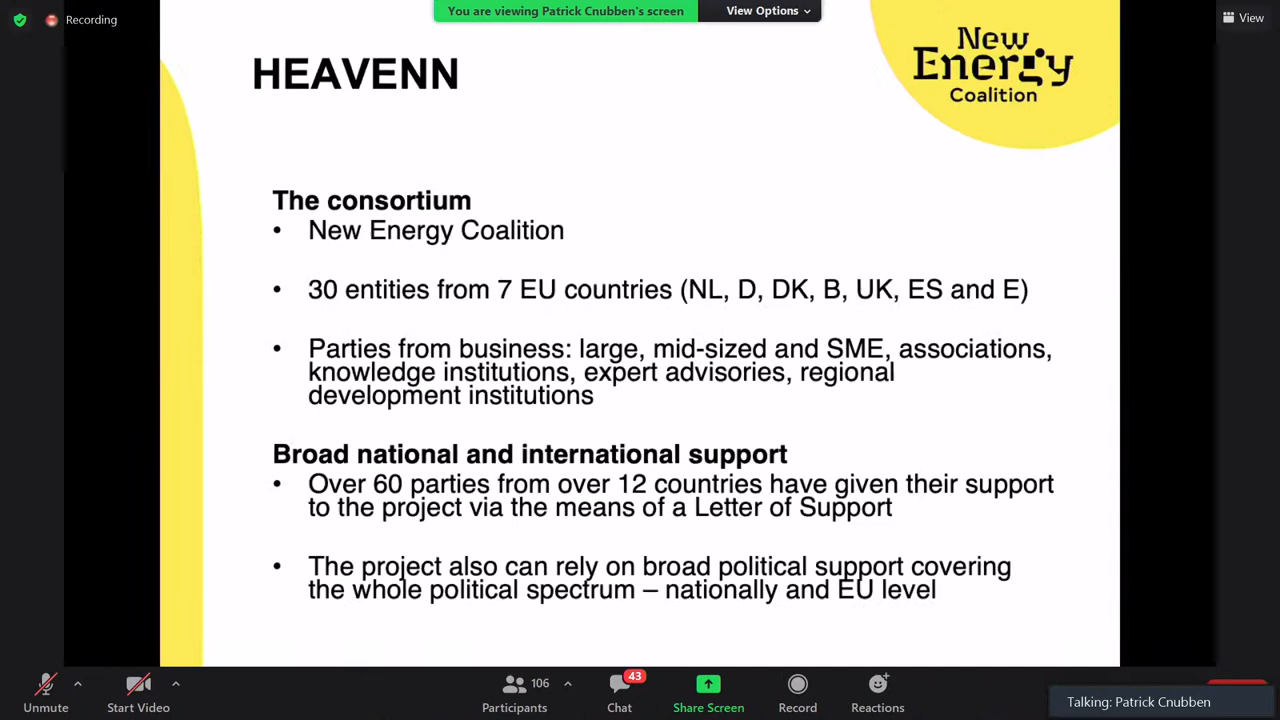 Recording
You are viewing Patrick Cnubben's screen
View Options
View
HEAVENN
New
Energy
Coalition
The consortium
• New Energy Coalition
• 30 entities from 7 EU countries (NL, D, DK, B, UK, ES and E)
• Parties from business: large, mid-sized and SME, associations,
knowledge institutions, expert advisories, regional
development institutions
Broad national and international support
• Over 60 parties from over 12 countries have given their support
to the project via the means of a Letter of Support
• The project also can rely on broad political support covering
the whole political spectrum – nationally and EU level
Unmute
Start Video
106
Participants
43
Chat
Share Screen
Record
Reactions
Talking: Patrick Cnubben